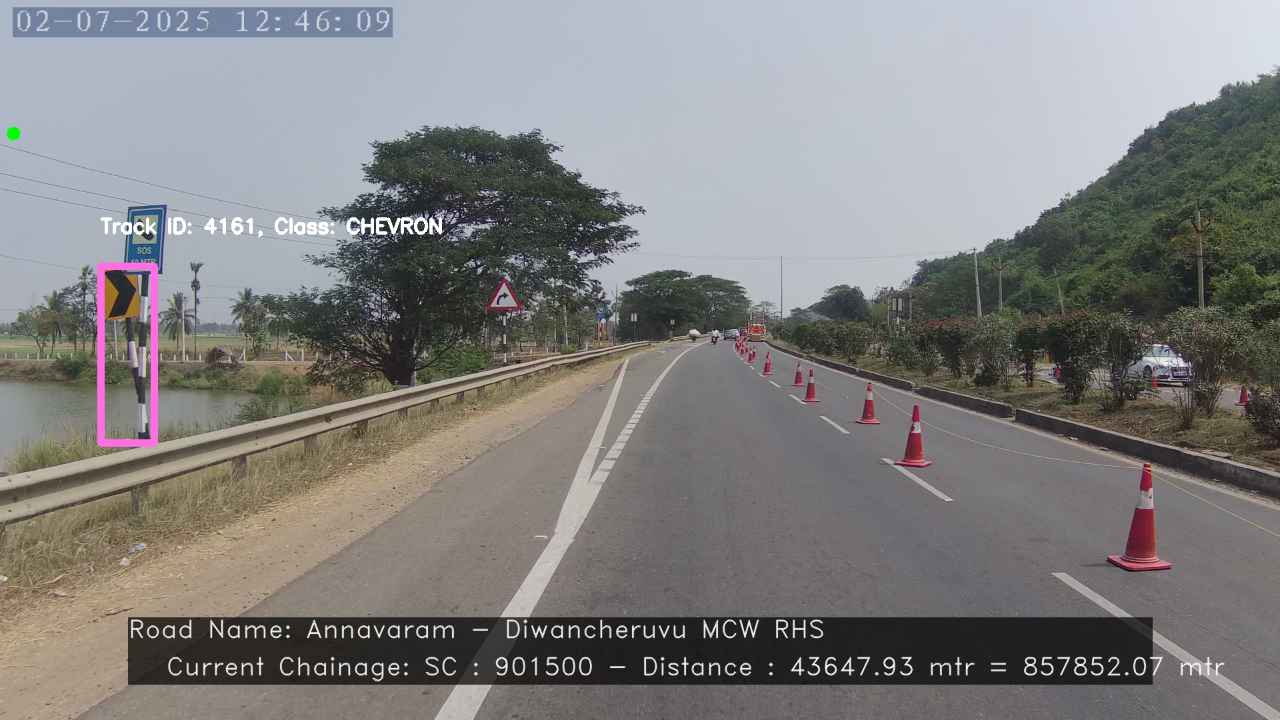 02-07-2025 12:46:09
Track ID: 4161, Class: CHEVRON
SOS
Road Name: Annavaram - Diwancheruvu MCW RHS
Current Chainage: SC : 901500 - Distance : 43647.93 mtr = 857852.07 mtr